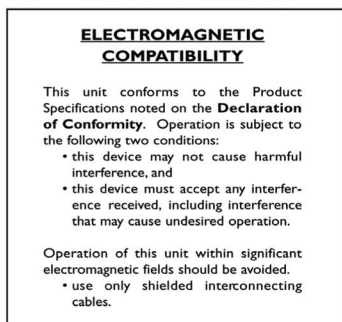 ELECTROMAGNETIC
COMPATIBILITY
This unit conforms to the Product
Specifications noted on the Declaration
of Conformity. Operation is subject to
the following two conditions:
• this device may not cause harmful
interference, and
• this device must accept any interfer-
ence received, including interference
that may cause undesired operation.
Operation of this unit within significant
electromagnetic fields should be avoided.
• use only shielded interconnecting
cables.